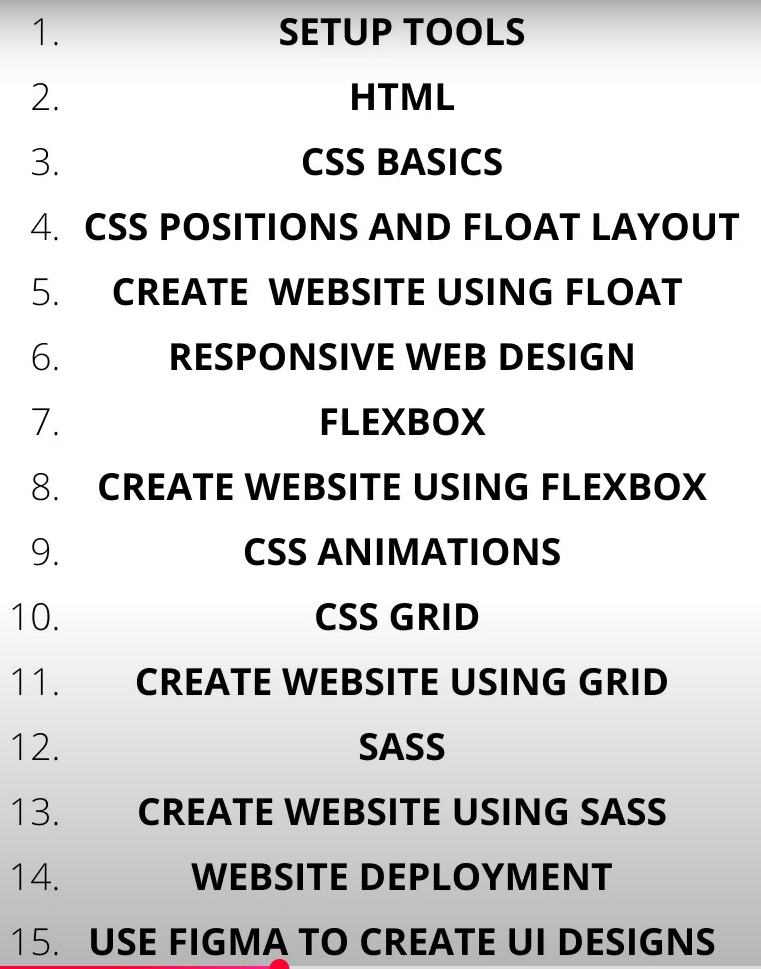 1. SETUP TOOLS
2. HTML
3. CSS BASICS
4. CSS POSITIONS AND FLOAT LAYOUT
5. CREATE WEBSITE USING FLOAT
6. RESPONSIVE WEB DESIGN
7. FLEXBOX
8. CREATE WEBSITE USING FLEXBOX
9. CSS ANIMATIONS
10. CSS GRID
11. CREATE WEBSITE USING GRID
12. SASS
13. CREATE WEBSITE USING SASS
14. WEBSITE DEPLOYMENT
15. USE FIGMA TO CREATE UI DESIGNS